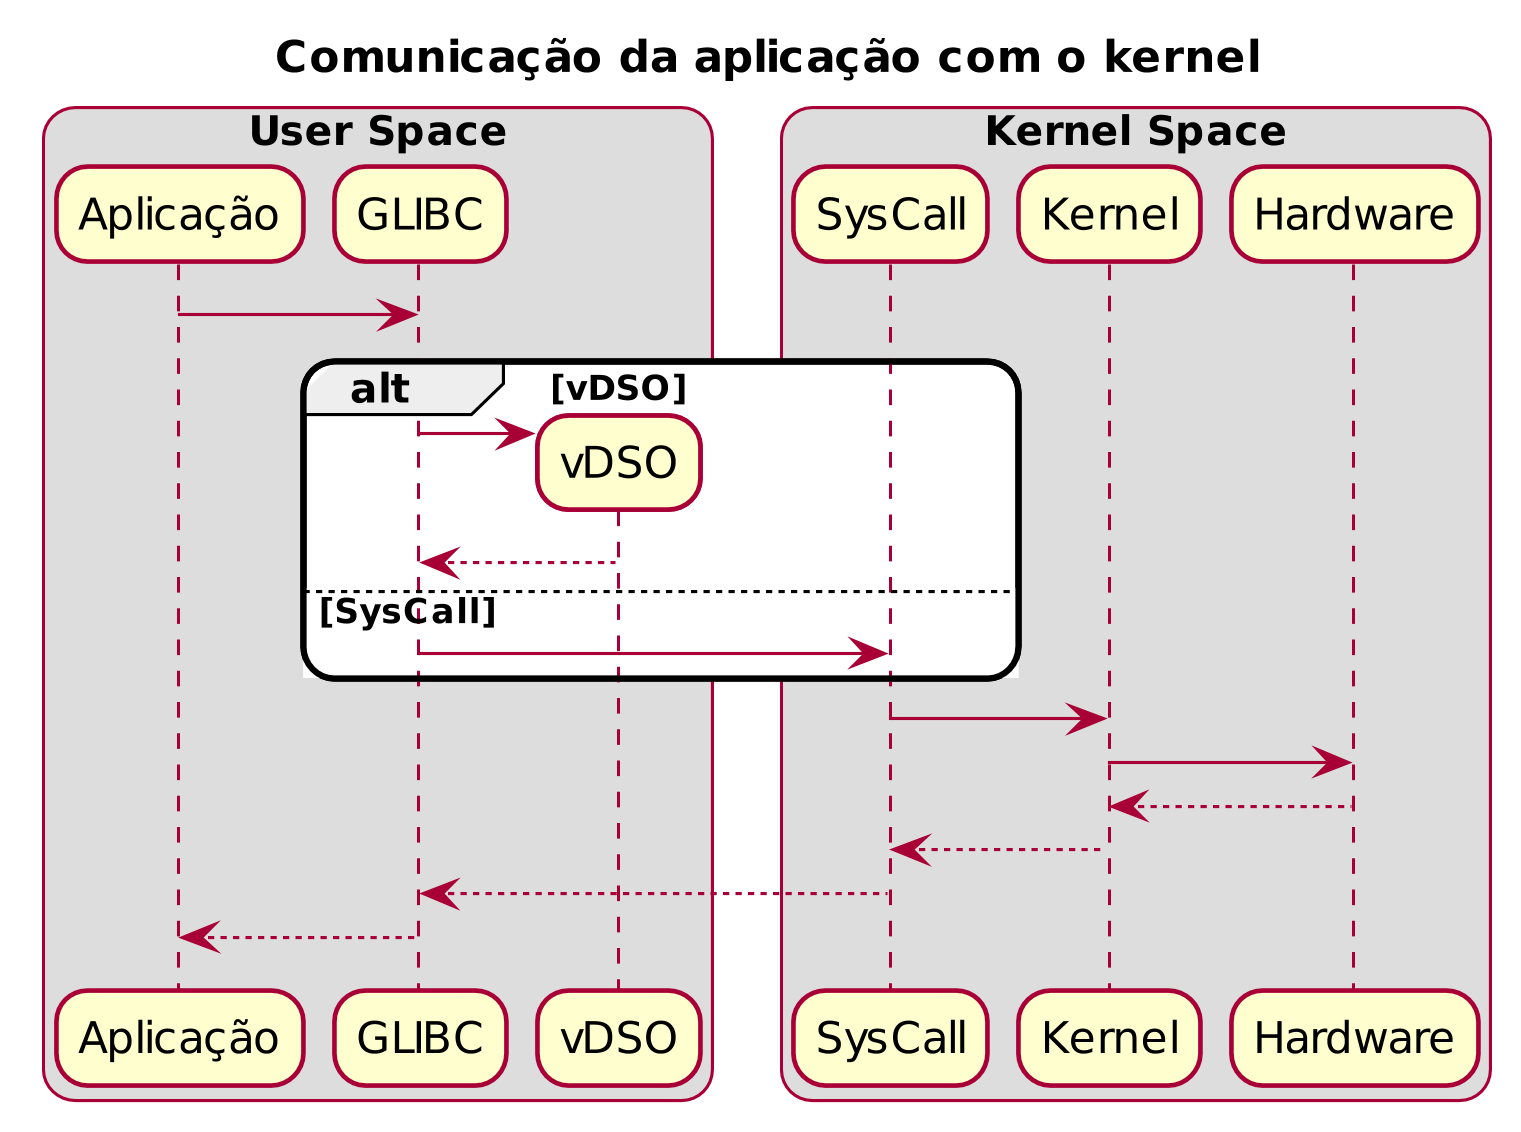 Comunicação da aplicação com o kernel
User Space
Kernel Space
Aplicação
GLIBC
SysCall
Kernel
Hardware
alt
[vDSO]
vDSO
[SysCall]
Aplicação
GLIBC
vDSO
SysCall
Kernel
Hardware